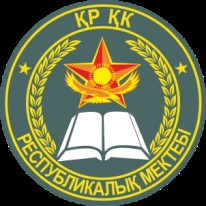 ҚР ҚК
РЕСПУБЛИКАЛЫҚ МЕКТЕБІ